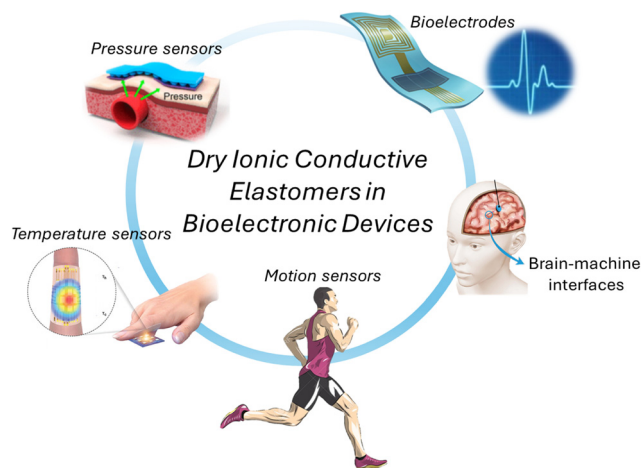 Pressure sensors
Bioelectrodes
Pressure
Dry Ionic Conductive
Elastomers in
Bioelectronic Devices
Temperature sensors
Motion sensors
Brain-machine
interfaces